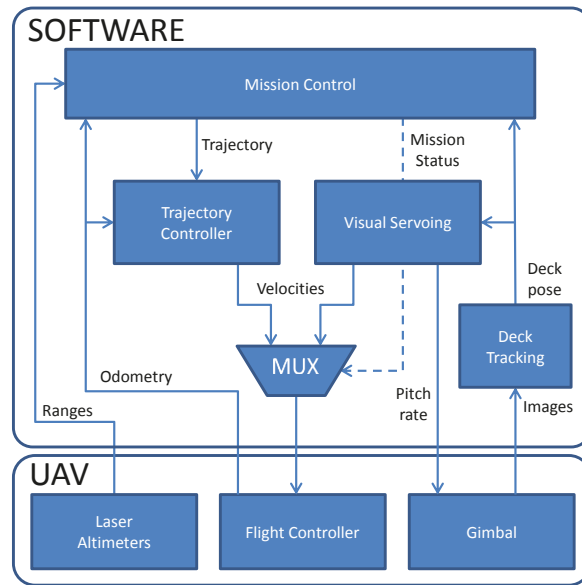 SOFTWARE
Mission Control
Trajectory
Mission
Status
Trajectory
Controller
Visual Servoing
Velocities
Deck
pose
MUX
Deck
Tracking
Odometry
Ranges
Pitch
rate
Images
UAV
Laser
Altimeters
Flight Controller
Gimbal